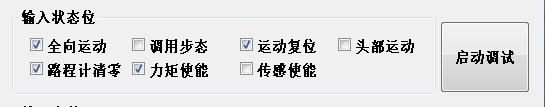 输入状态位
全向运动 调用步态 运动复位 头部运动
路程计清零 力矩使能 传感使能
启动调试